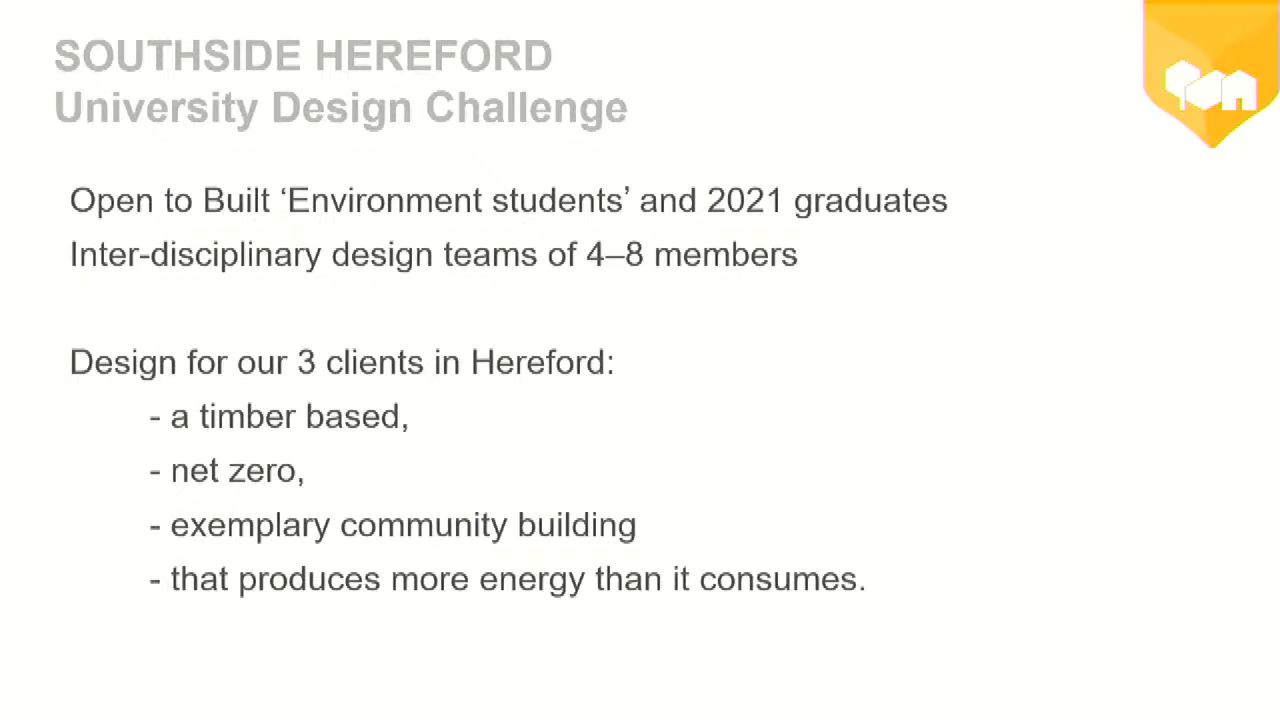 SOUTHSIDE HEREFORD
University Design Challenge
Open to Built ‘Environment students’ and 2021 graduates
Inter-disciplinary design teams of 4–8 members
Design for our 3 clients in Hereford:
- a timber based,
- net zero,
- exemplary community building
- that produces more energy than it consumes.